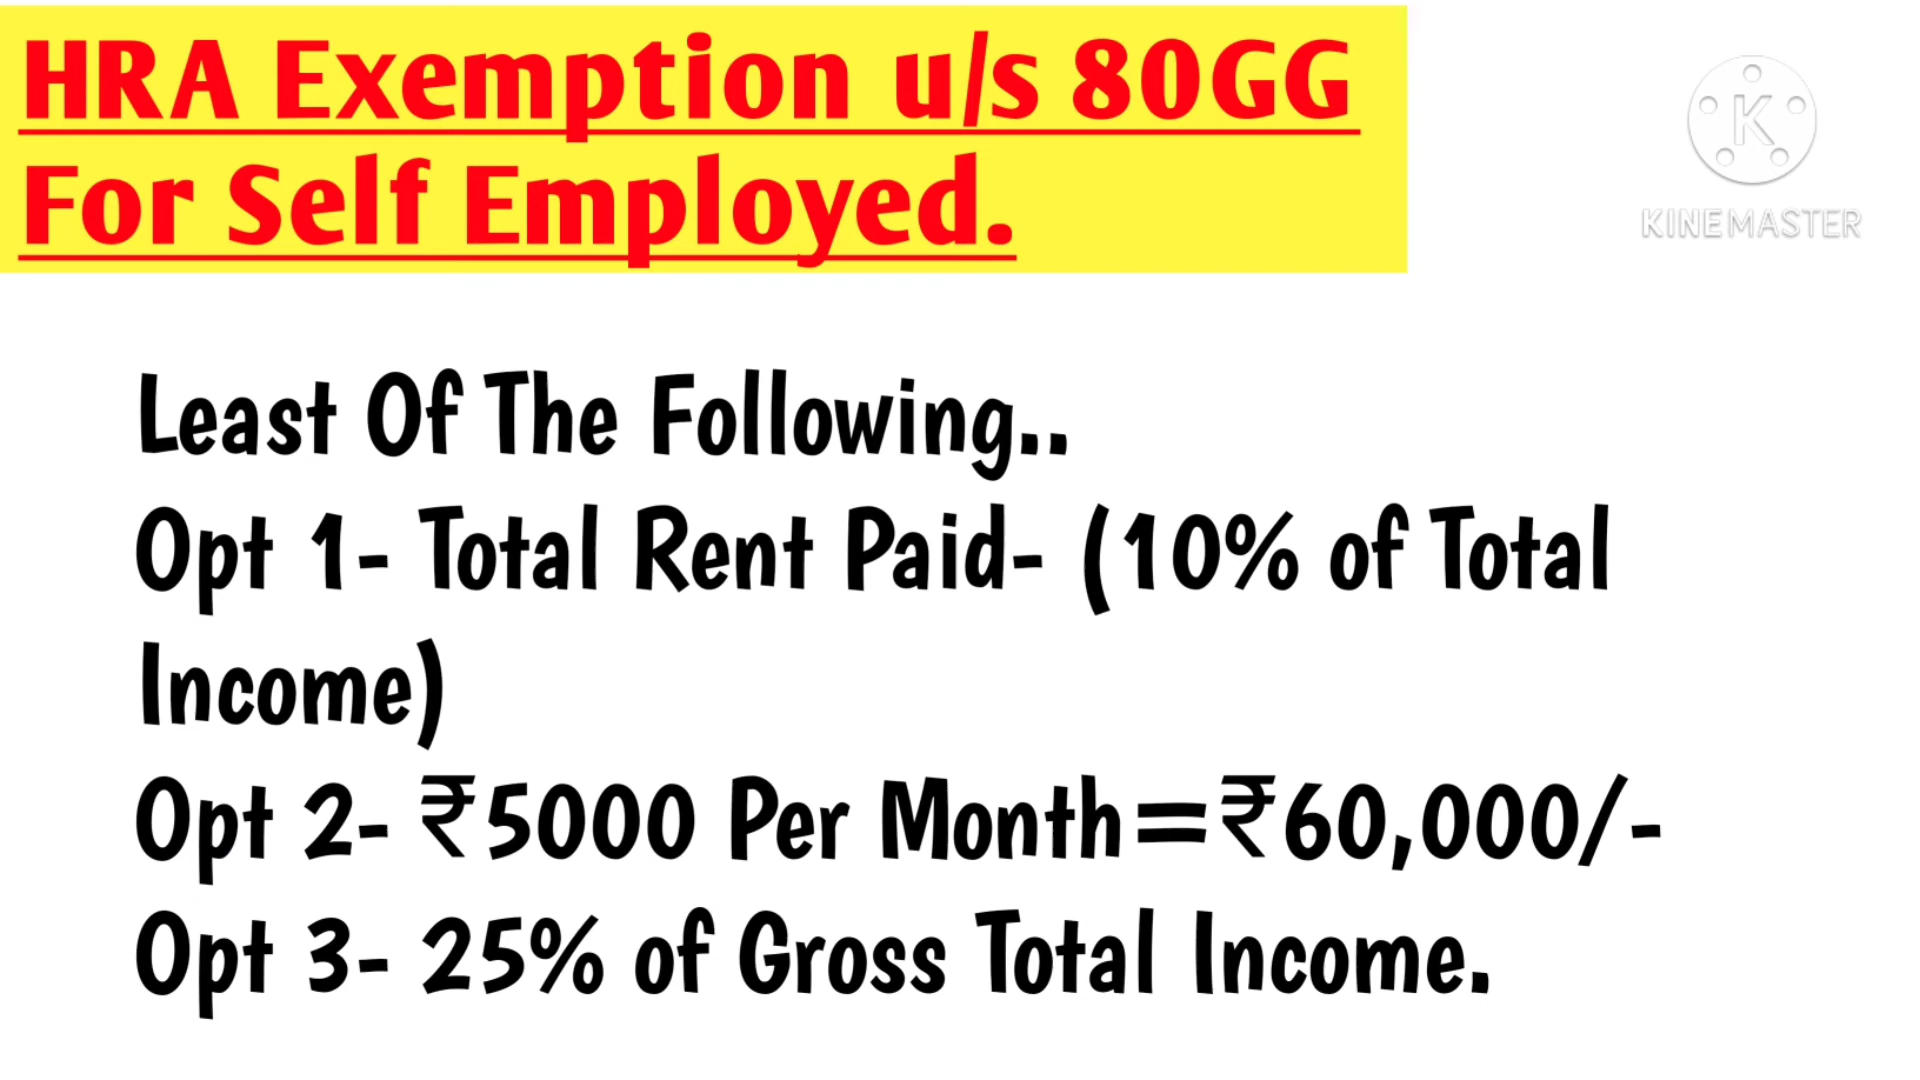 HRA Exemption u/s 80GG
For Self Employed.
K
KINEMASTER
Least Of The Following..
Opt 1- Total Rent Paid- (10% of Total
Income)
Opt 2- ₹5000 Per Month=₹60,000/-
Opt 3- 25% of Gross Total Income.